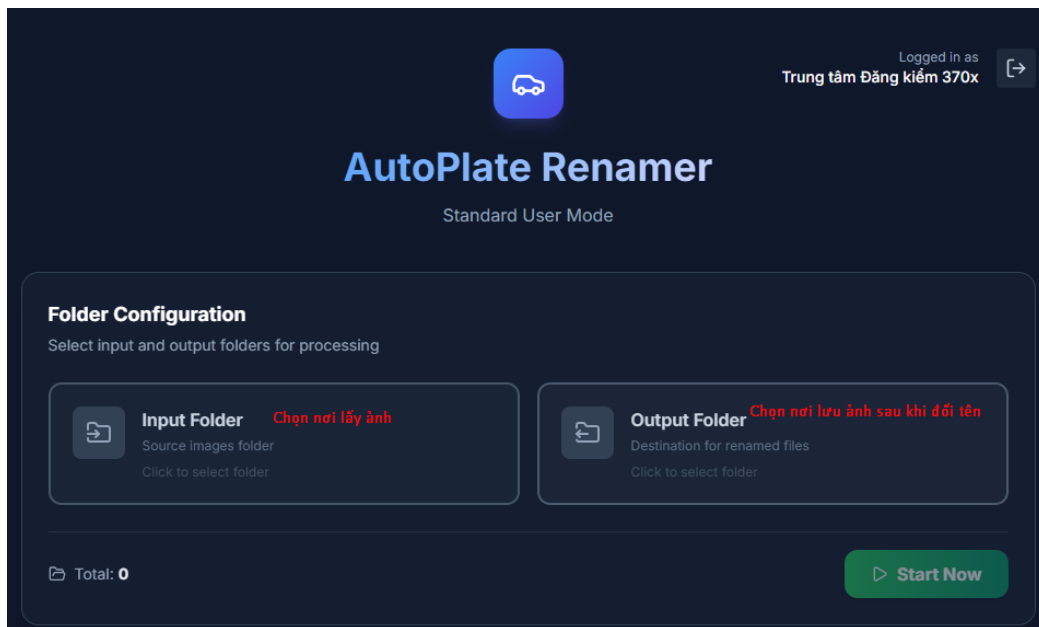 Logged in as
Trung tâm Đăng kiểm 370x
AutoPlate Renamer
Standard User Mode
Folder Configuration
Select input and output folders for processing
Input Folder
Chọn nơi lấy ảnh
Source images folder
Click to select folder
Output Folder
Chọn nơi lưu ảnh sau khi đổi tên
Destination for renamed files
Click to select folder
Total: 0
Start Now